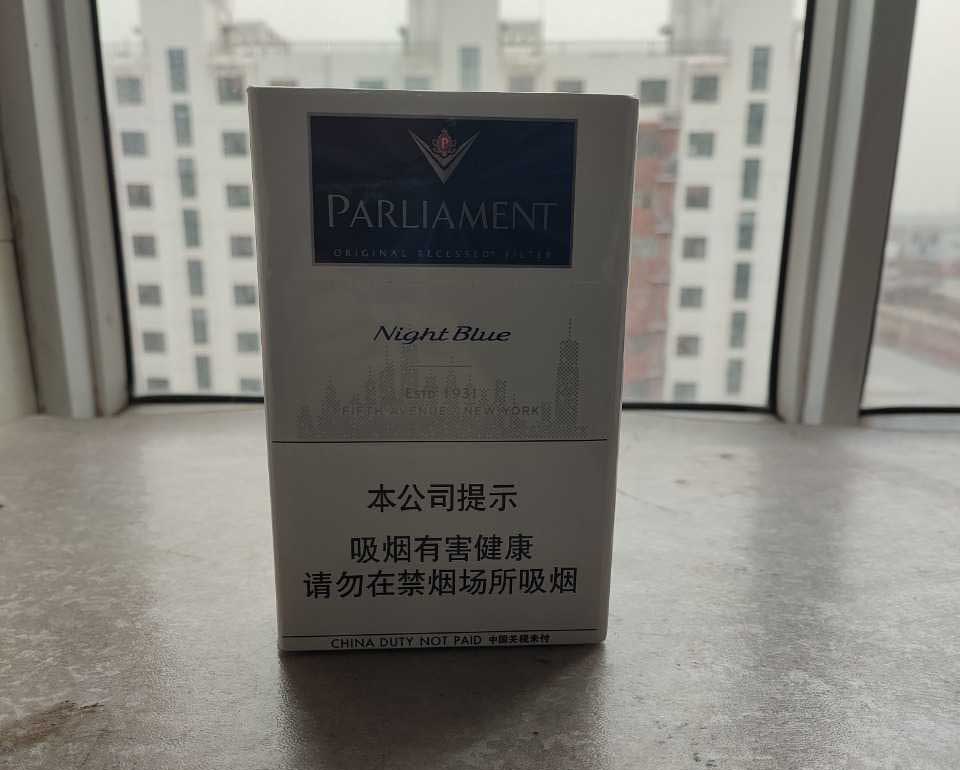 P
PARLIAMENT
ORIGINAL RECESSED FILTER
Night Blue
ESTD 1931
FIFTH AVENUE NEW YORK
本公司提示
吸烟有害健康
请勿在禁烟场所吸烟
CHINA DUTY NOT PAID 中国关税未付